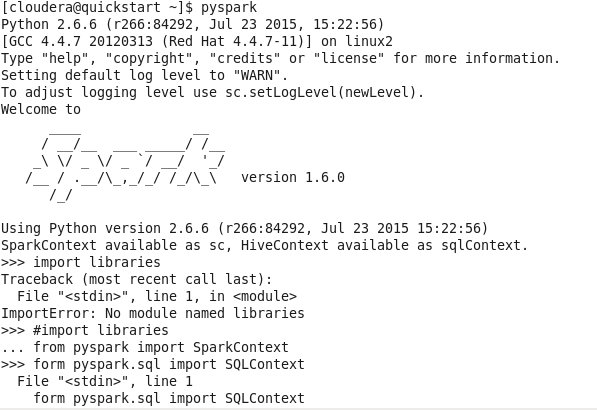 [cloudera@quickstart ~]$ pyspark
Python 2.6.6 (r266:84292, Jul 23 2015, 15:22:56)
[GCC 4.4.7 20120313 (Red Hat 4.4.7-11)] on linux2
Type "help", "copyright", "credits" or "license" for more information.
Setting default log level to "WARN".
To adjust logging level use sc.setLogLevel(newLevel).
Welcome to
      ____              __
     / __/__  ___ _____/ /__
    _\ \/ _ \/ _ `/ __/  '_/
   /__ / .__/\_,_/_/ /_/\_\   version 1.6.0
      /_/
Using Python version 2.6.6 (r266:84292, Jul 23 2015 15:22:56)
SparkContext available as sc, HiveContext available as sqlContext.
>>> import libraries
Traceback (most recent call last):
  File "<stdin>", line 1, in <module>
ImportError: No module named libraries
>>> #import libraries
... from pyspark import SparkContext
>>> form pyspark.sql import SQLContext
  File "<stdin>", line 1
    form pyspark.sql import SQLContext